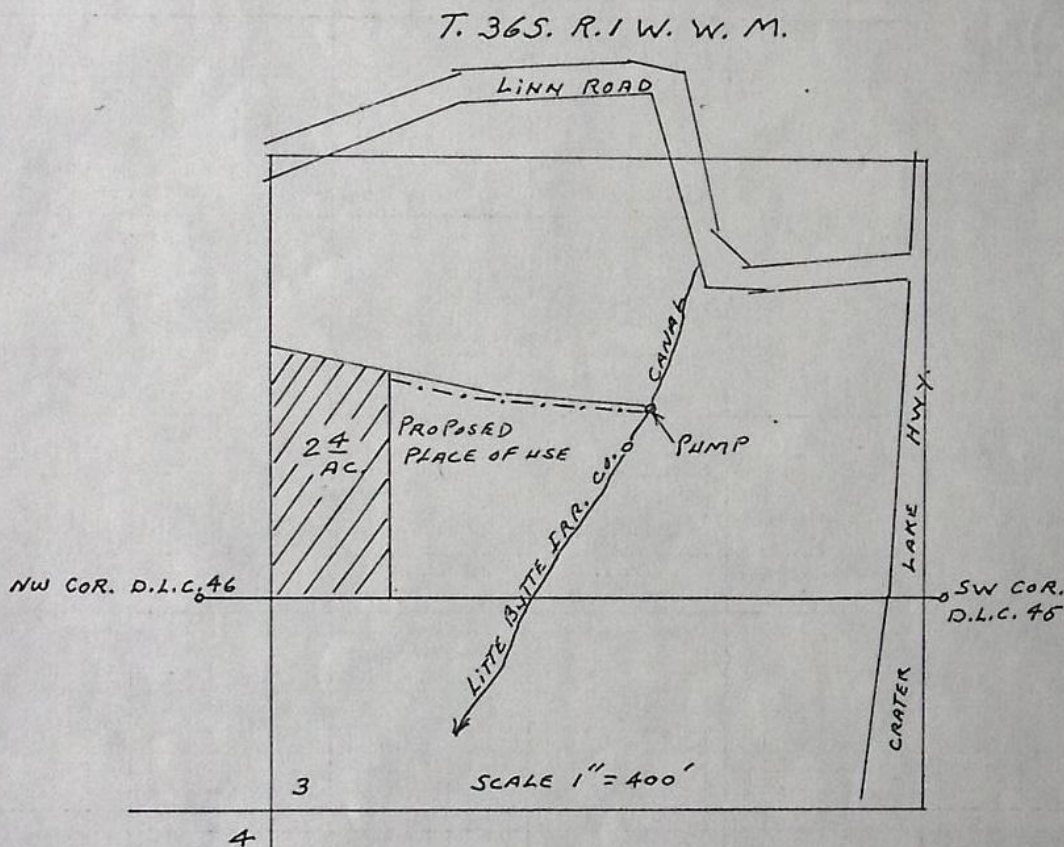 T. 36S. R. 1 W. W. M.
LINN ROAD
CANAL
PROPOSED
PLACE OF USE
2 4/
AC.
PUMP
LITTE BUTTE IRR. CO.
LAKE HWY.
CRATER
NW COR. D.L.C. 46
SW COR.
D.L.C. 45
3
SCALE 1"=400'
4